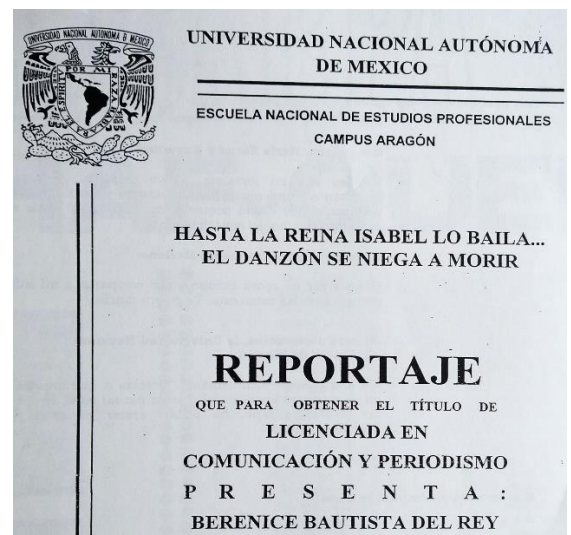 UNIVERSIDAD NACIONAL AUTÓNOMA
DE MEXICO
ESCUELA NACIONAL DE ESTUDIOS PROFESIONALES
CAMPUS ARAGÓN
HASTA LA REINA ISABEL LO BAILA...
EL DANZÓN SE NIEGA A MORIR
REPORTAJE
QUE PARA OBTENER EL TÍTULO DE
LICENCIADA EN
COMUNICACIÓN Y PERIODISMO
P R E S E N T A :
BERENICE BAUTISTA DEL REY